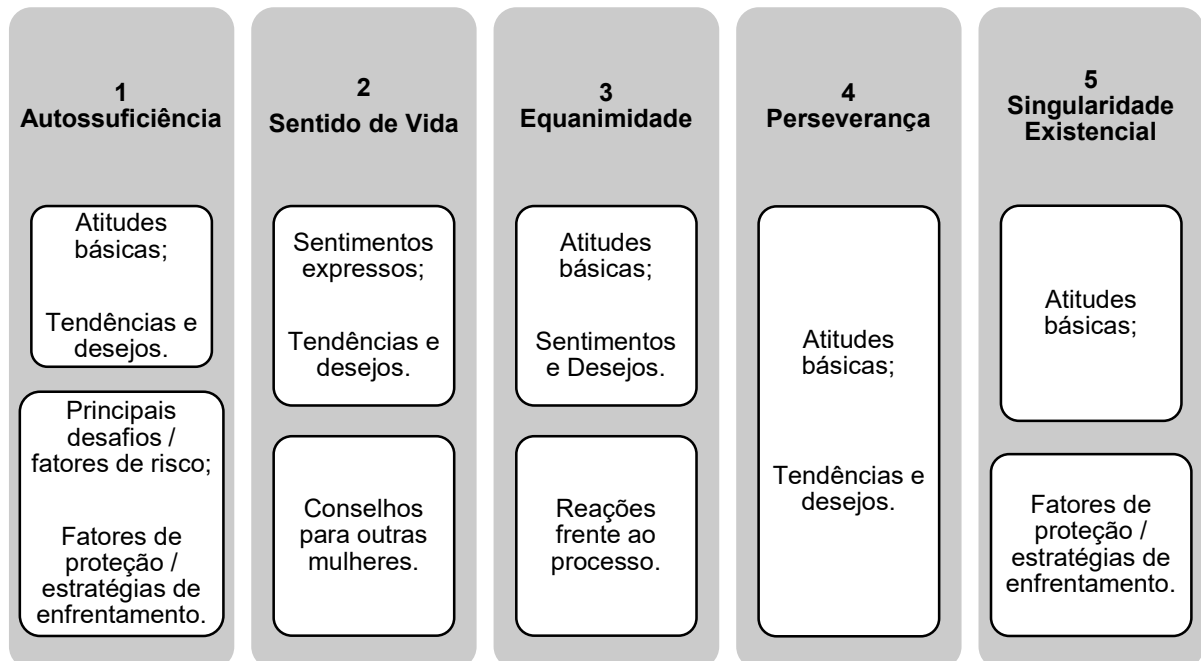 1
Autossuficiência
Atitudes
básicas;
Tendências e
desejos.
Principais
desafios /
fatores de risco;
Fatores de
proteção /
estratégias de
enfrentamento.
2
Sentido de Vida
Sentimentos
expressos;
Tendências e
desejos.
Conselhos
para outras
mulheres.
3
Equanimidade
Atitudes
básicas;
Sentimentos
e Desejos.
Reações
frente ao
processo.
4
Perseverança
Atitudes
básicas;
Tendências e
desejos.
5
Singularidade
Existencial
Atitudes
básicas;
Fatores de
proteção /
estratégias de
enfrentamento.